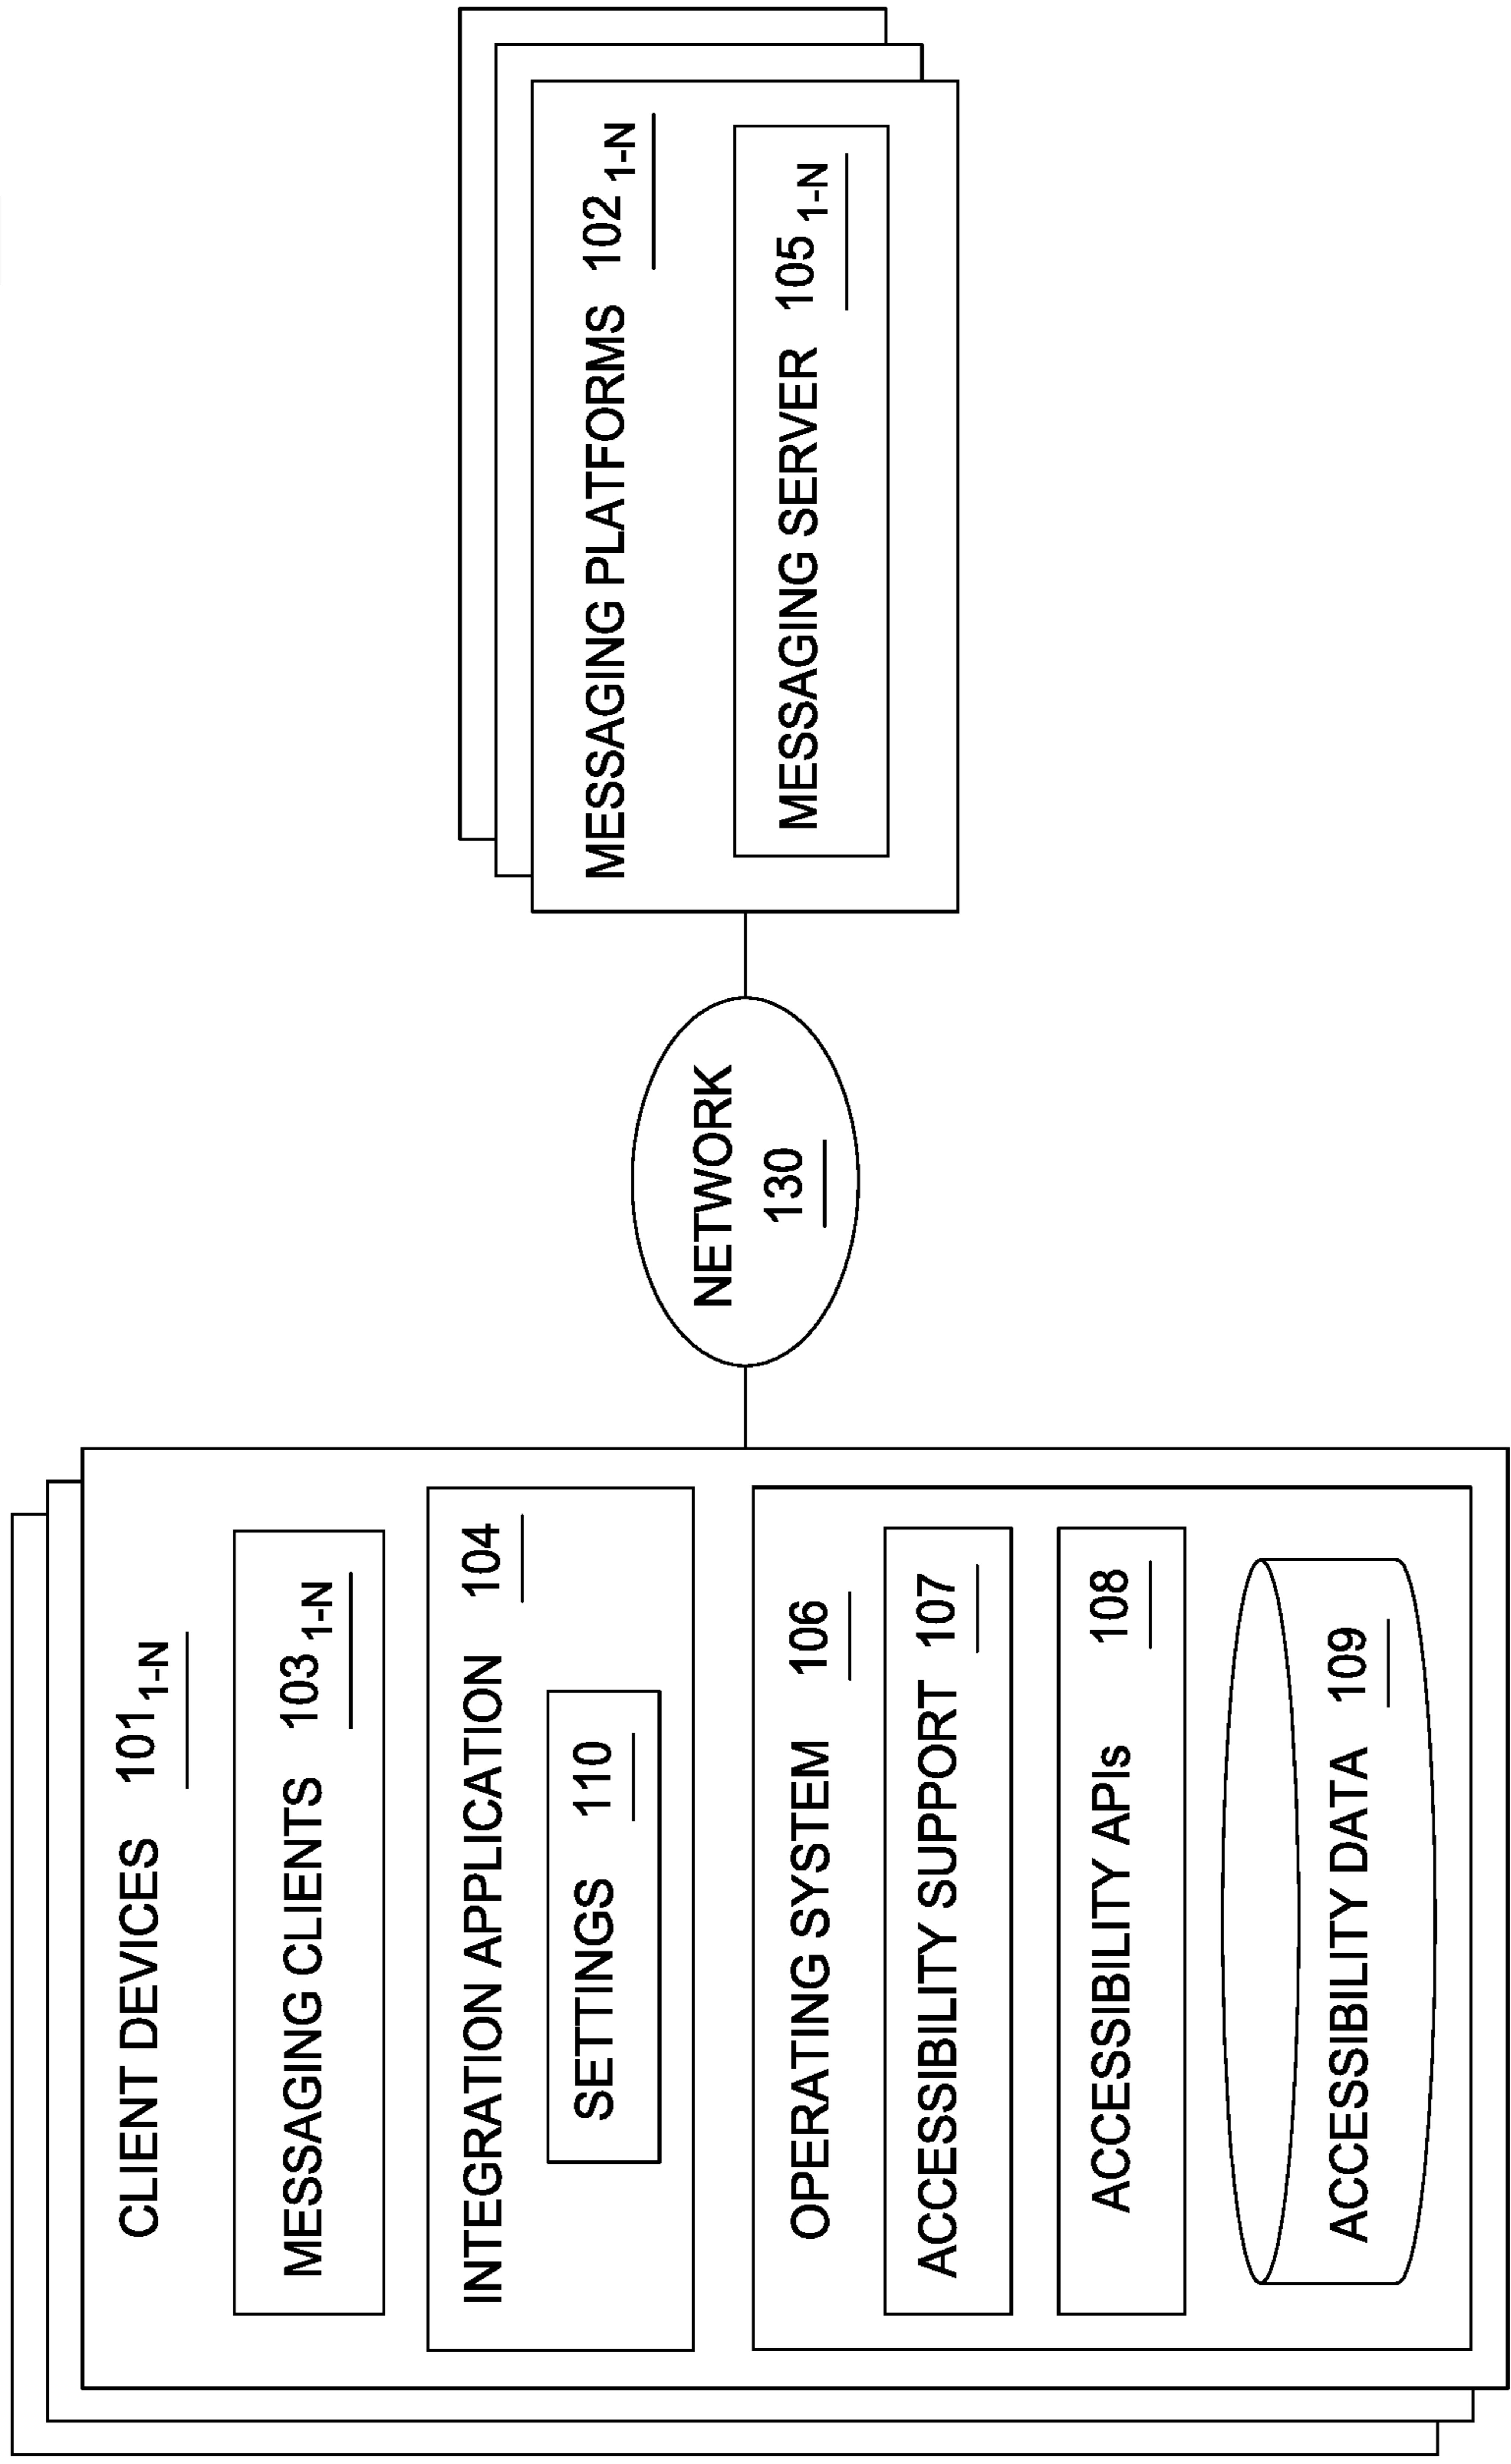 CLIENT DEVICES 101 1-N
MESSAGING CLIENTS 103 1-N
INTEGRATION APPLICATION 104
SETTINGS 110
OPERATING SYSTEM 106
ACCESSIBILITY SUPPORT 107
ACCESSIBILITY APIs 108
ACCESSIBILITY DATA 109
NETWORK
130
MESSAGING PLATFORMS 102 1-N
MESSAGING SERVER 105 1-N